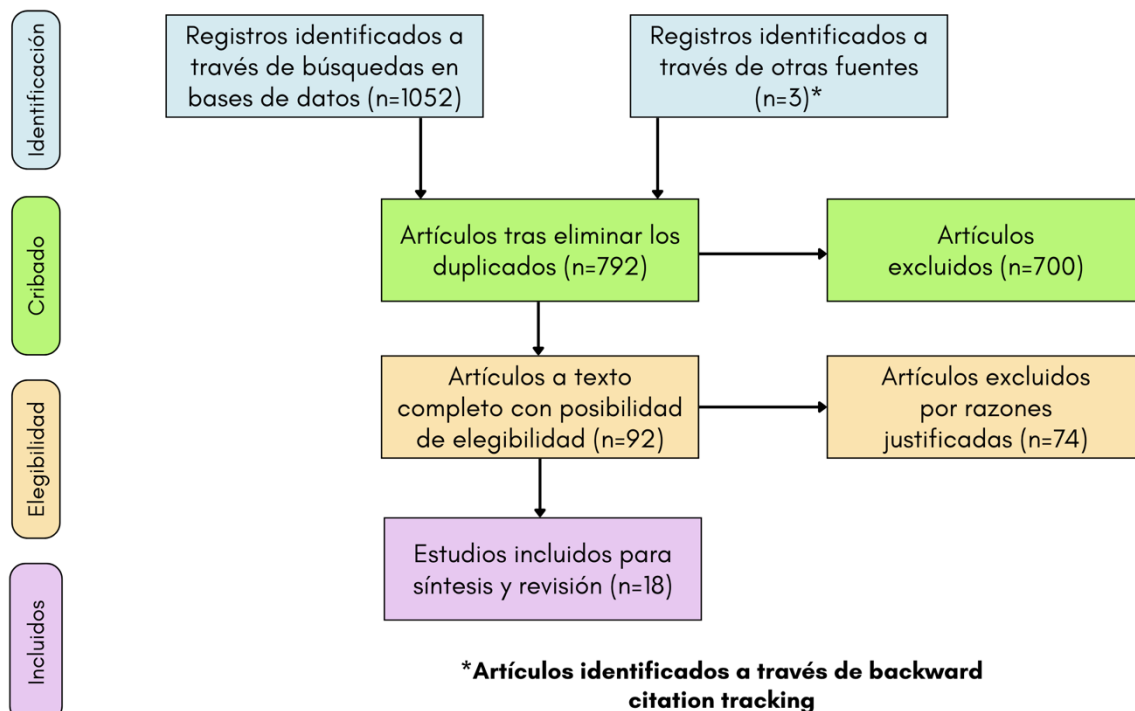 Identificación
Registros identificados a
través de búsquedas en
bases de datos (n=1052)
Registros identificados a
través de otras fuentes
(n=3)*
Cribado
Artículos tras eliminar los
duplicados (n=792)
Artículos
excluidos (n=700)
Elegibilidad
Artículos a texto
completo con posibilidad
de elegibilidad (n=92)
Artículos excluidos
por razones
justificadas (n=74)
Incluidos
Estudios incluidos para
síntesis y revisión (n=18)
*Artículos identificados a través de backward
citation tracking